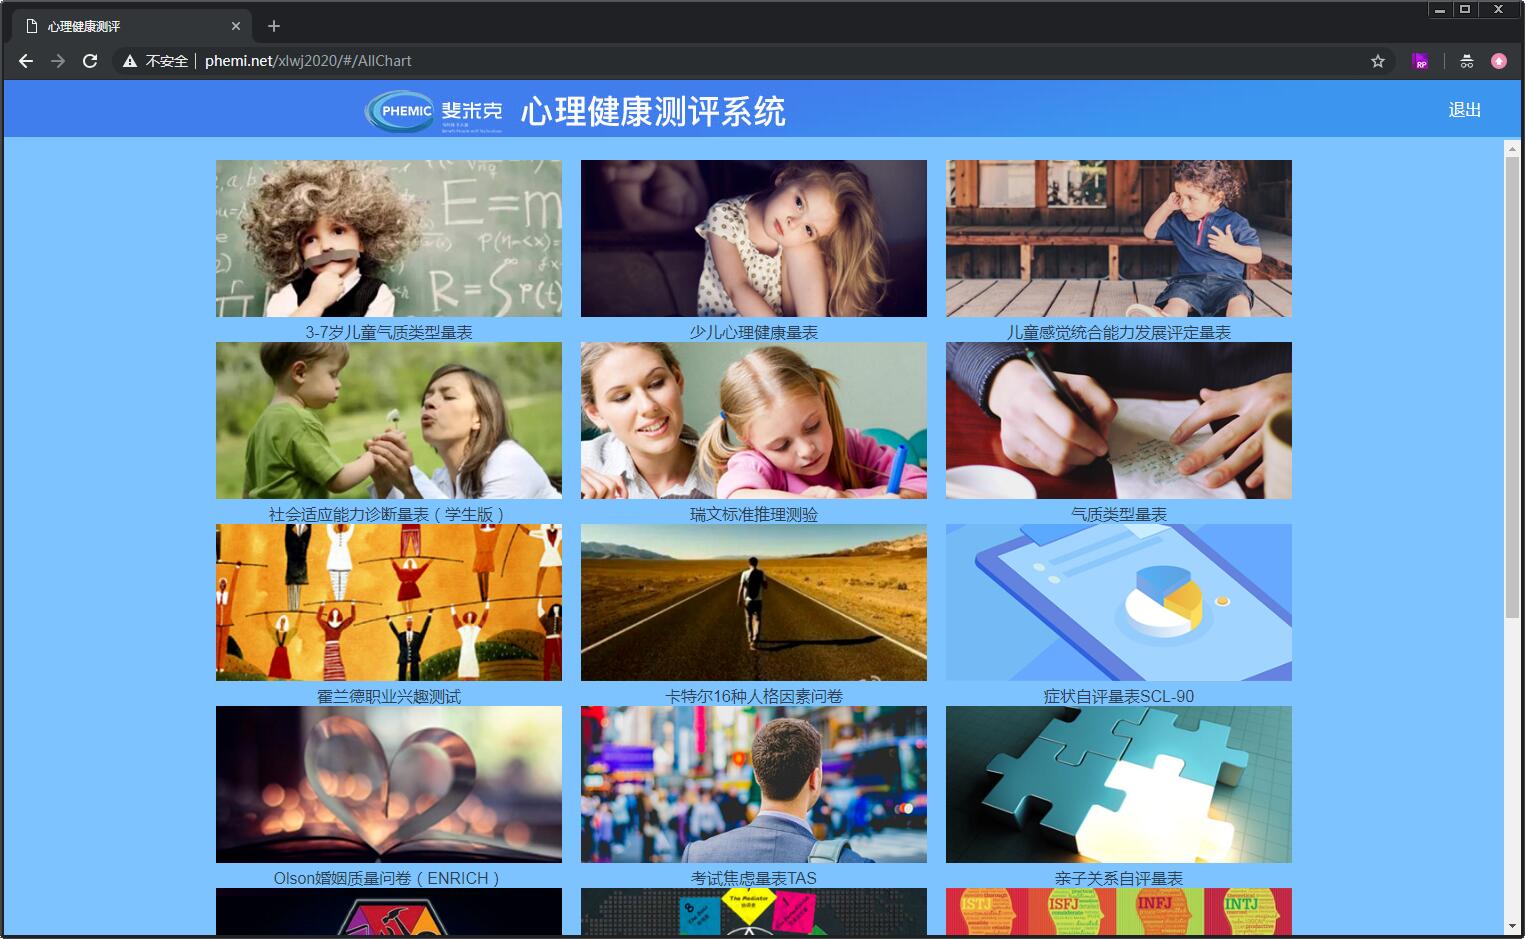 心理健康测评
不安全 phemi.net/xlwj2020/#/AllChart
PHEMIC 斐米克 心理健康测评系统
退出
E=m
R=
3-7岁儿童气质类型量表
少儿心理健康量表
儿童感觉统合能力发展评定量表
社会适应能力诊断量表（学生版）
瑞文标准推理测验
气质类型量表
霍兰德职业兴趣测试
卡特尔16种人格因素问卷
症状自评量表SCL-90
Olson婚姻质量问卷（ENRICH）
考试焦虑量表TAS
亲子关系自评量表
The Mediator
ISTJ
ISFJ
INFJ
INTJ